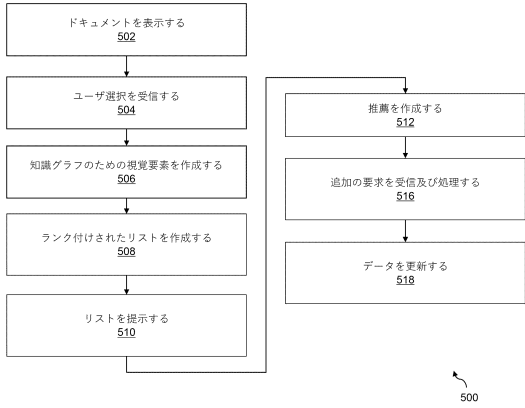 ドキュメントを表示する
502
ユーザ選択を受信する
504
知識グラフのための視覚要素を作成する
506
ランク付けされたリストを作成する
508
リストを提示する
510
推薦を作成する
512
追加の要求を受信及び処理する
516
データを更新する
518
500